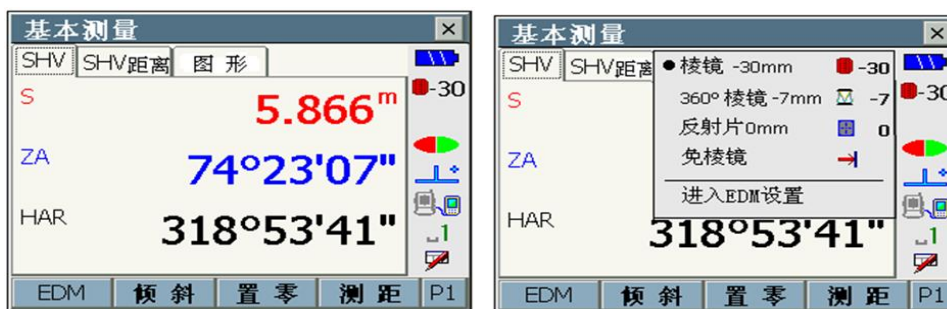 基本测量
SHV SHV距离 图形
S 5.866m -30
ZA 74°23'07"
HAR 318°53'41" 1
EDM 倾斜 置零 测距 P1
基本测量
SHV SHV距离
棱镜 -30mm -30
360° 棱镜 -7mm -7
反射片0mm 0
免棱镜
进入EDM设置
S -30
ZA
HAR 318°53'41" 1
EDM 倾斜 置零 测距 P1